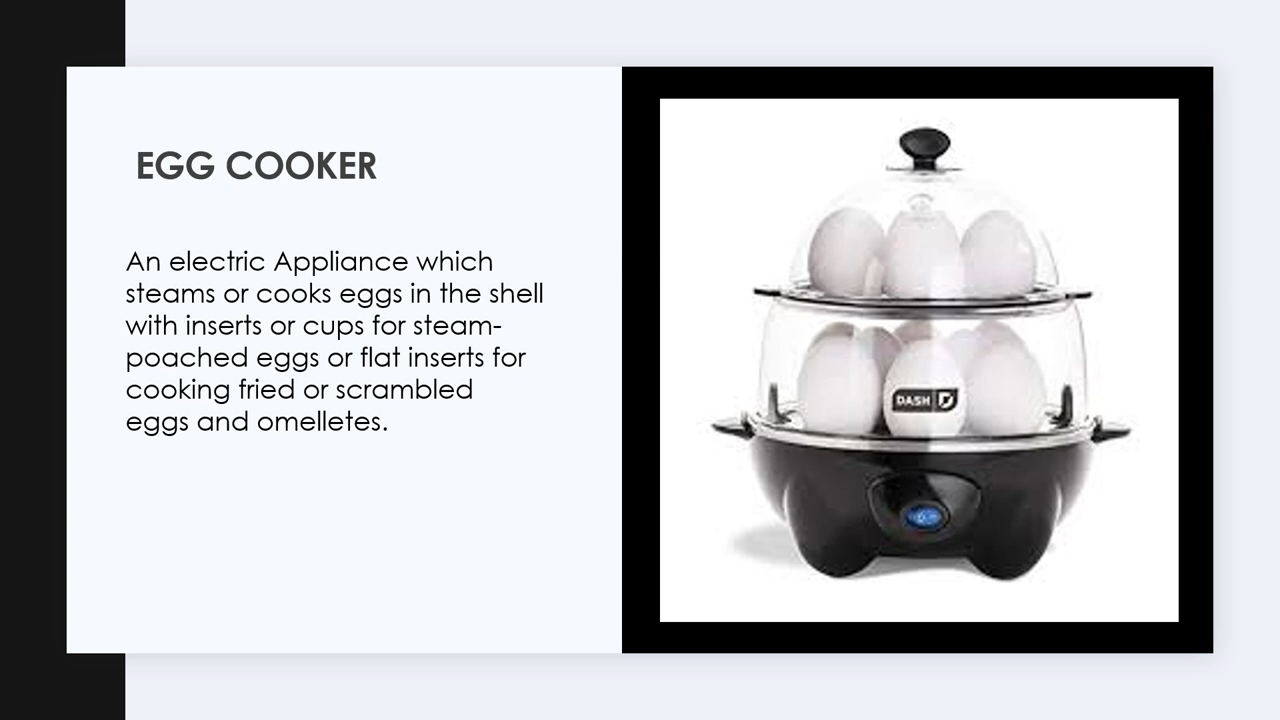 EGG COOKER
An electric Appliance which
steams or cooks eggs in the shell
with inserts or cups for steam-
poached eggs or flat inserts for
cooking fried or scrambled
eggs and omelletes.
DASH